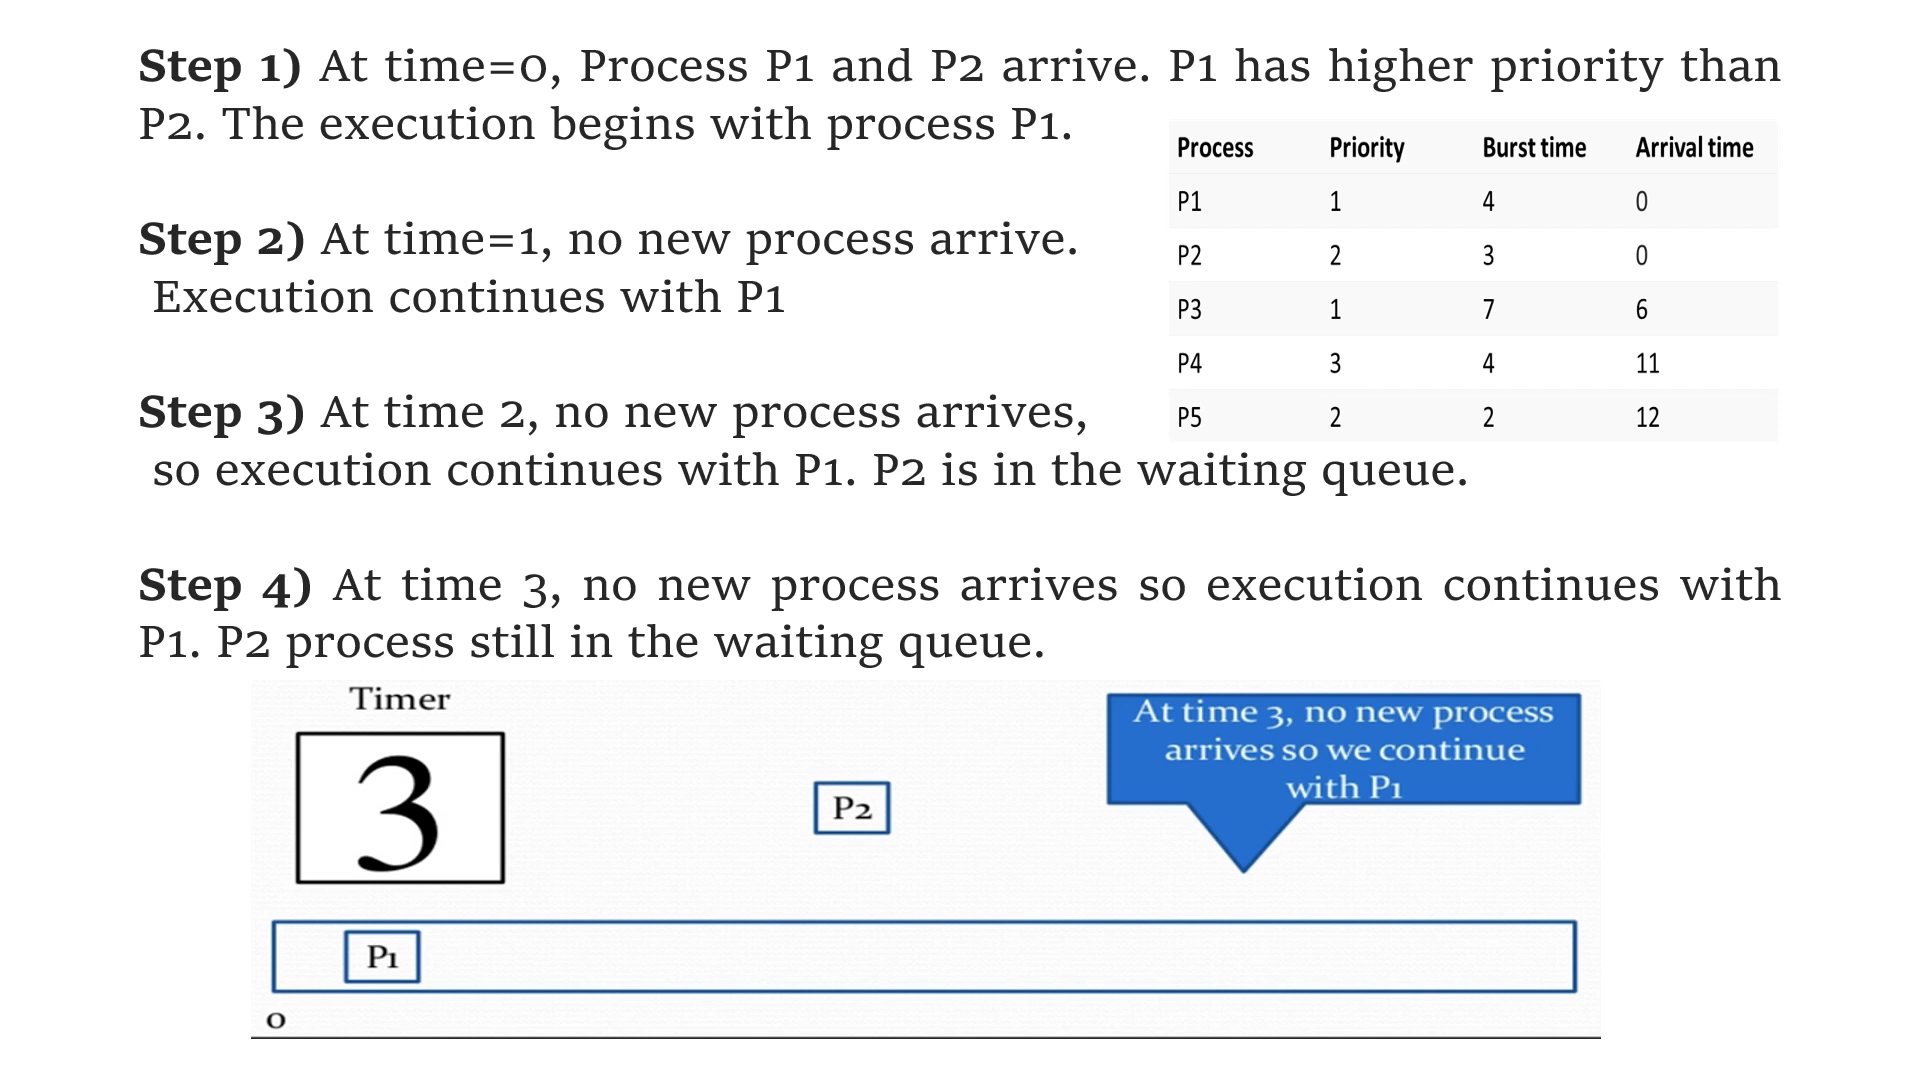 Step 1) At time=0, Process P1 and P2 arrive. P1 has higher priority than
P2. The execution begins with process P1.
Process Priority Burst time Arrival time
P1 1 4 0
P2 2 3 0
P3 1 7 6
P4 3 4 11
P5 2 2 12
Step 2) At time=1, no new process arrive.
Execution continues with P1
Step 3) At time 2, no new process arrives,
so execution continues with P1. P2 is in the waiting queue.
Step 4) At time 3, no new process arrives so execution continues with
P1. P2 process still in the waiting queue.
Timer
3
P2
At time 3, no new process
arrives so we continue
with P1
P1
0